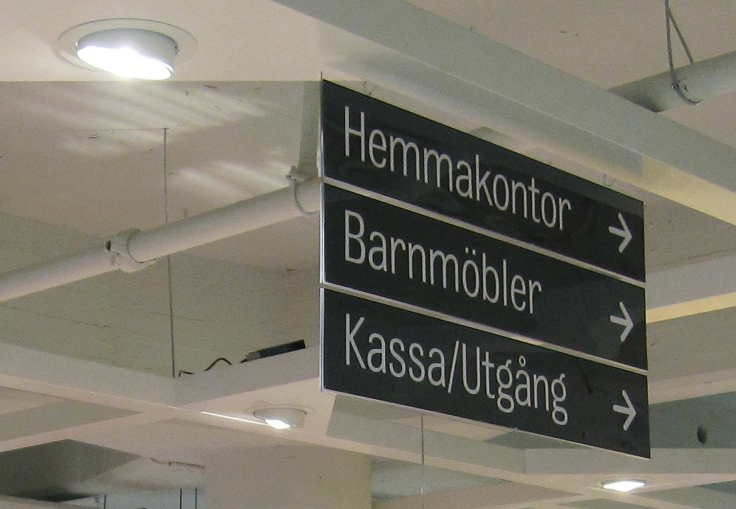 Hemmakontor →
Barnmöbler →
Kassa/Utgång →